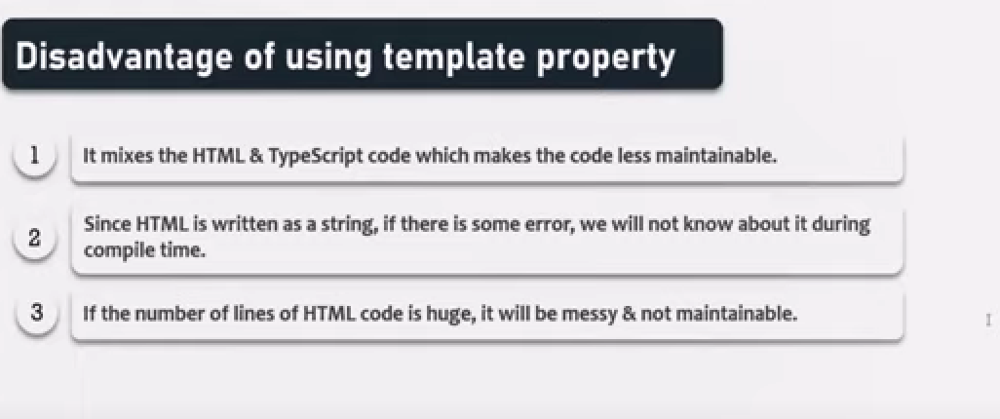 Disadvantage of using template property
1
It mixes the HTML & TypeScript code which makes the code less maintainable.
2
Since HTML is written as a string, if there is some error, we will not know about it during
compile time.
3
If the number of lines of HTML code is huge, it will be messy & not maintainable.